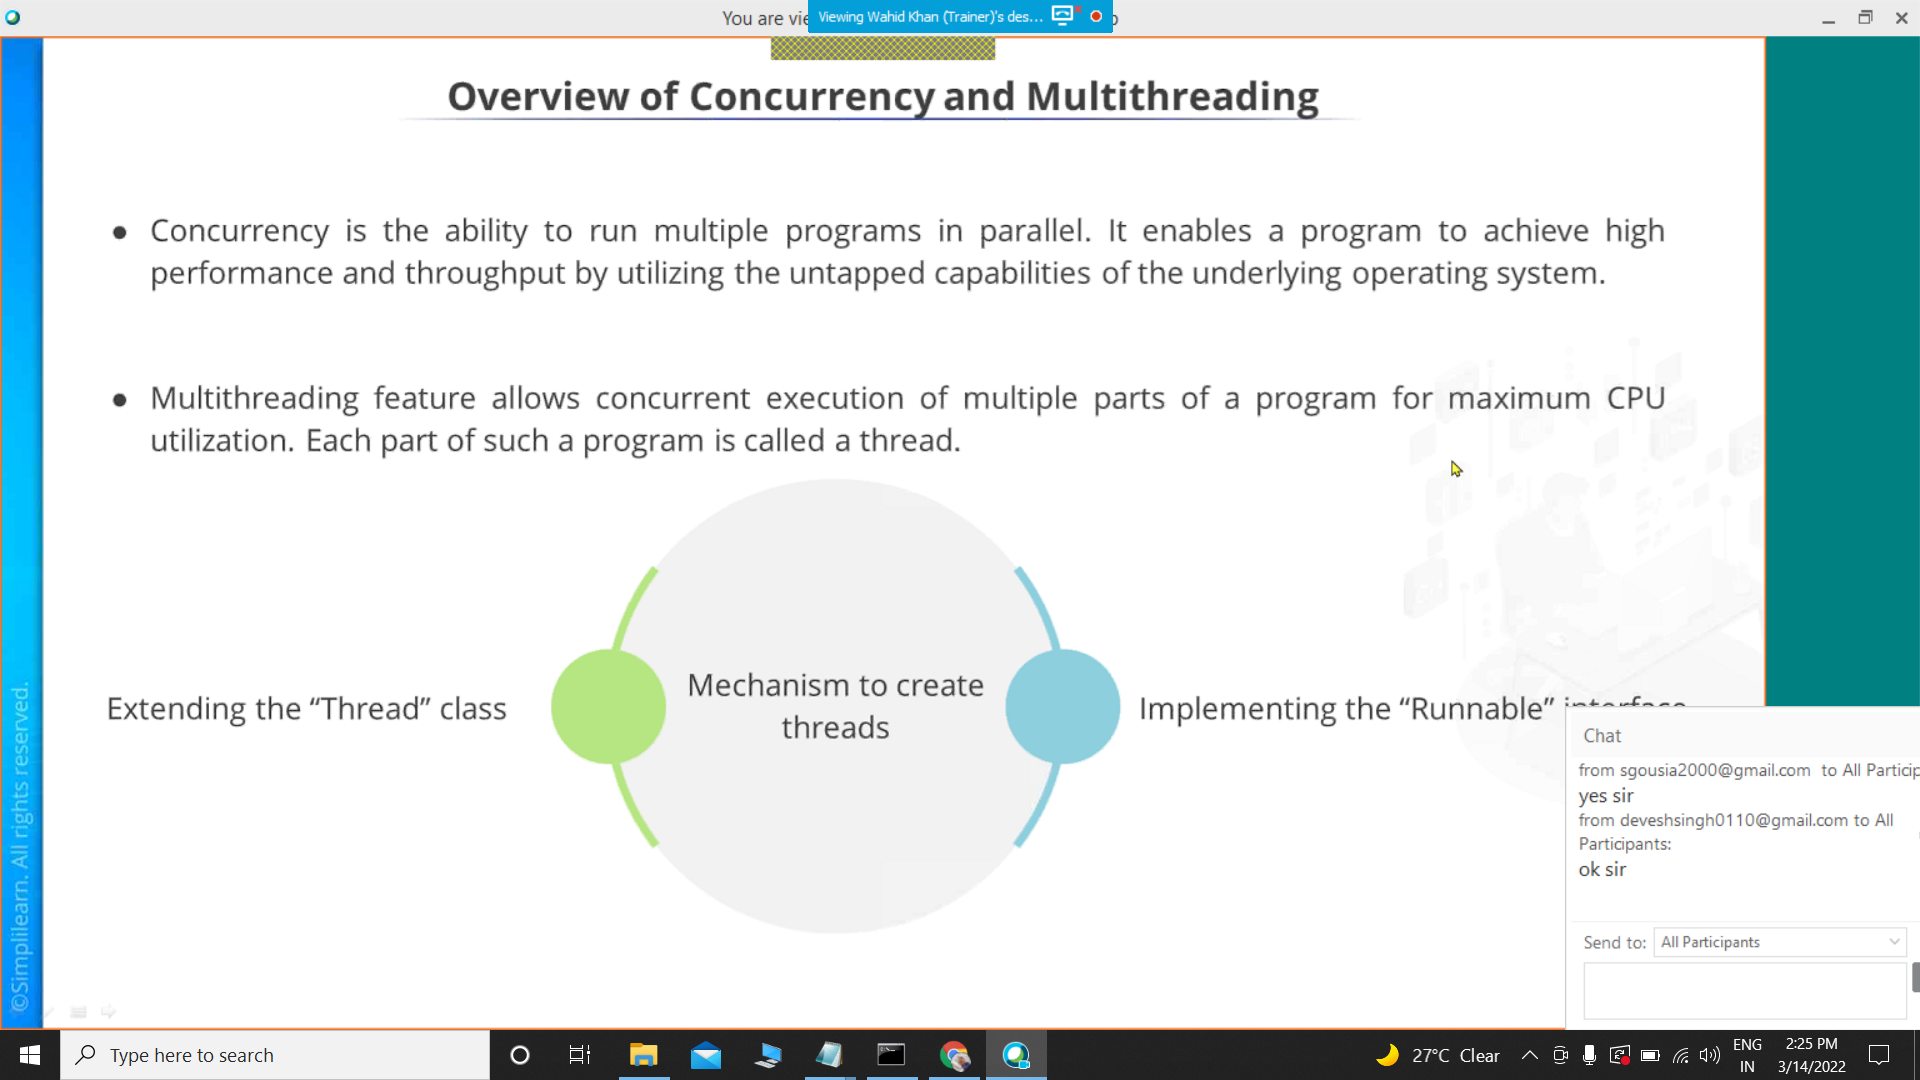 You are vie
Viewing Wahid Khan (Trainer)'s des...
Overview of Concurrency and Multithreading
● Concurrency is the ability to run multiple programs in parallel. It enables a program to achieve high
performance and throughput by utilizing the untapped capabilities of the underlying operating system.
● Multithreading feature allows concurrent execution of multiple parts of a program for maximum CPU
utilization. Each part of such a program is called a thread.
Extending the “Thread” class
Mechanism to create
threads
Implementing the “Runnable” interface
©Simplilearn. All rights reserved.
Chat
from sgousia2000@gmail.com to All Particip
yes sir
from deveshsingh0110@gmail.com to All
Participants:
ok sir
Send to: All Participants
Type here to search
27°C Clear
ENG
IN
2:25 PM
3/14/2022